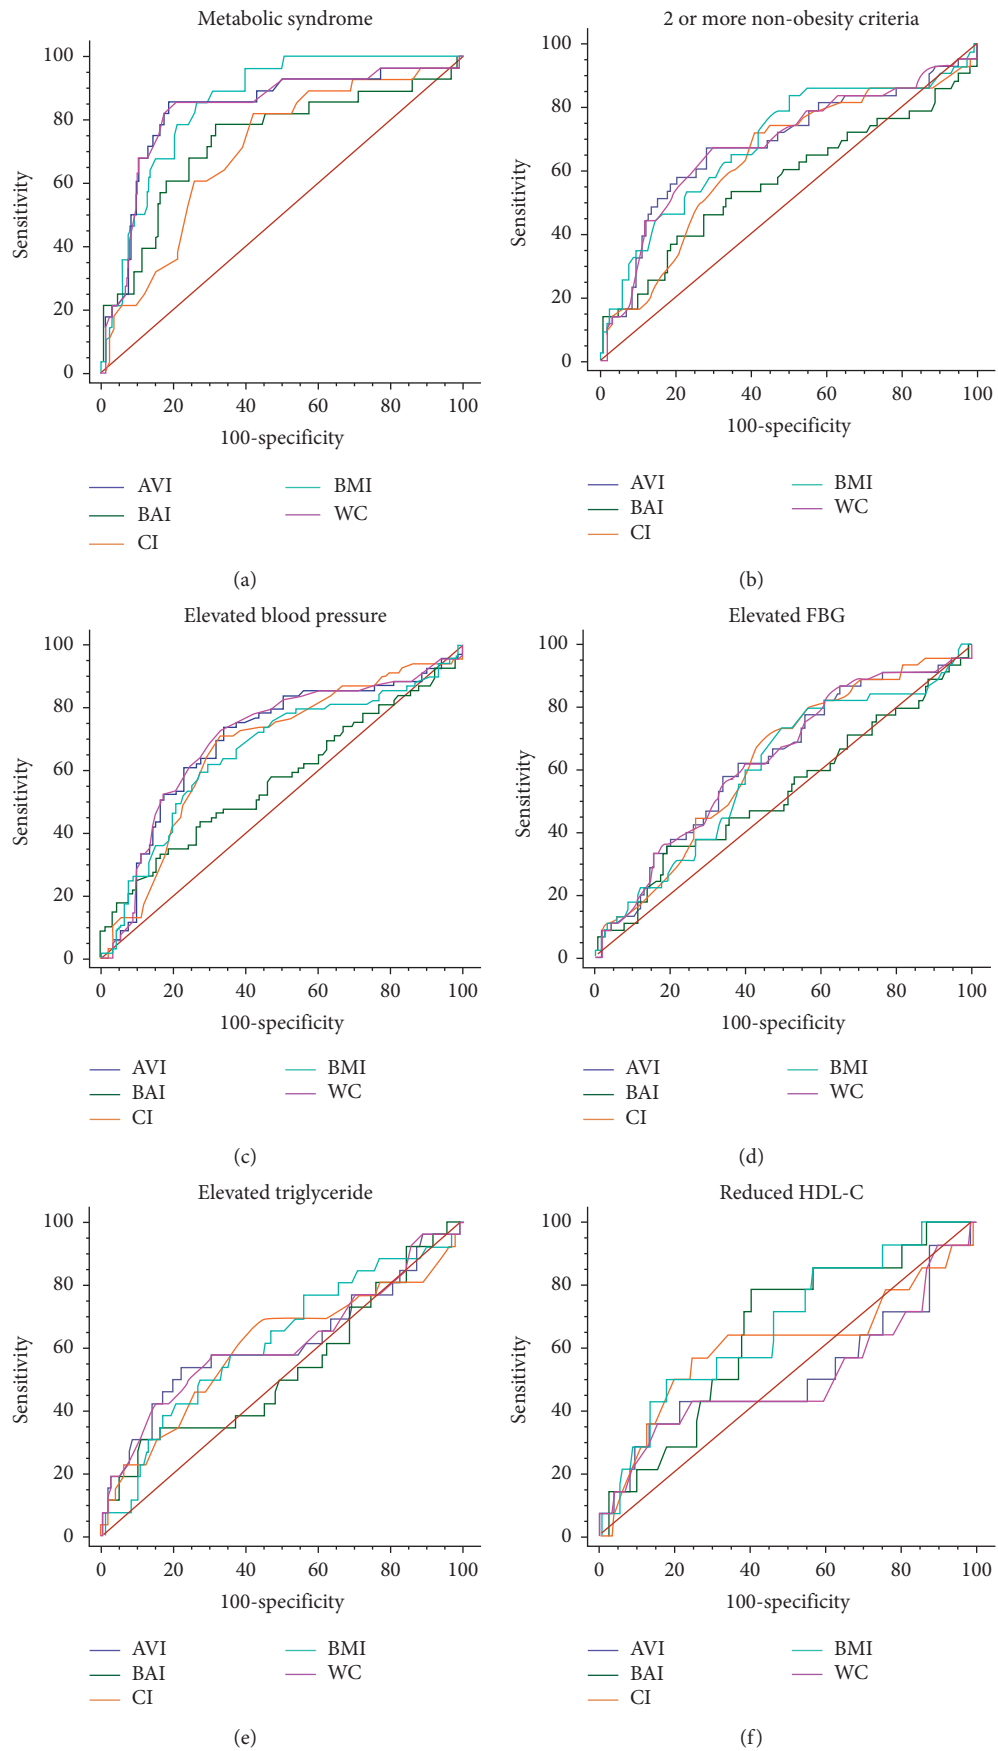 Metabolic syndrome
100
80
60
40
20
0
Sensitivity
0 20 40 60 80 100
100-specificity
AVI
BAI
CI
BMI
WC
(a)
2 or more non-obesity criteria
100
80
60
40
20
0
Sensitivity
0 20 40 60 80 100
100-specificity
AVI
BAI
CI
BMI
WC
(b)
Elevated blood pressure
100
80
60
40
20
0
Sensitivity
0 20 40 60 80 100
100-specificity
AVI
BAI
CI
BMI
WC
(c)
Elevated FBG
100
80
60
40
20
0
Sensitivity
0 20 40 60 80 100
100-specificity
AVI
BAI
CI
BMI
WC
(d)
Elevated triglyceride
100
80
60
40
20
0
Sensitivity
0 20 40 60 80 100
100-specificity
AVI
BAI
CI
BMI
WC
(e)
Reduced HDL-C
100
80
60
40
20
0
Sensitivity
0 20 40 60 80 100
100-specificity
AVI
BAI
CI
BMI
WC
(f)